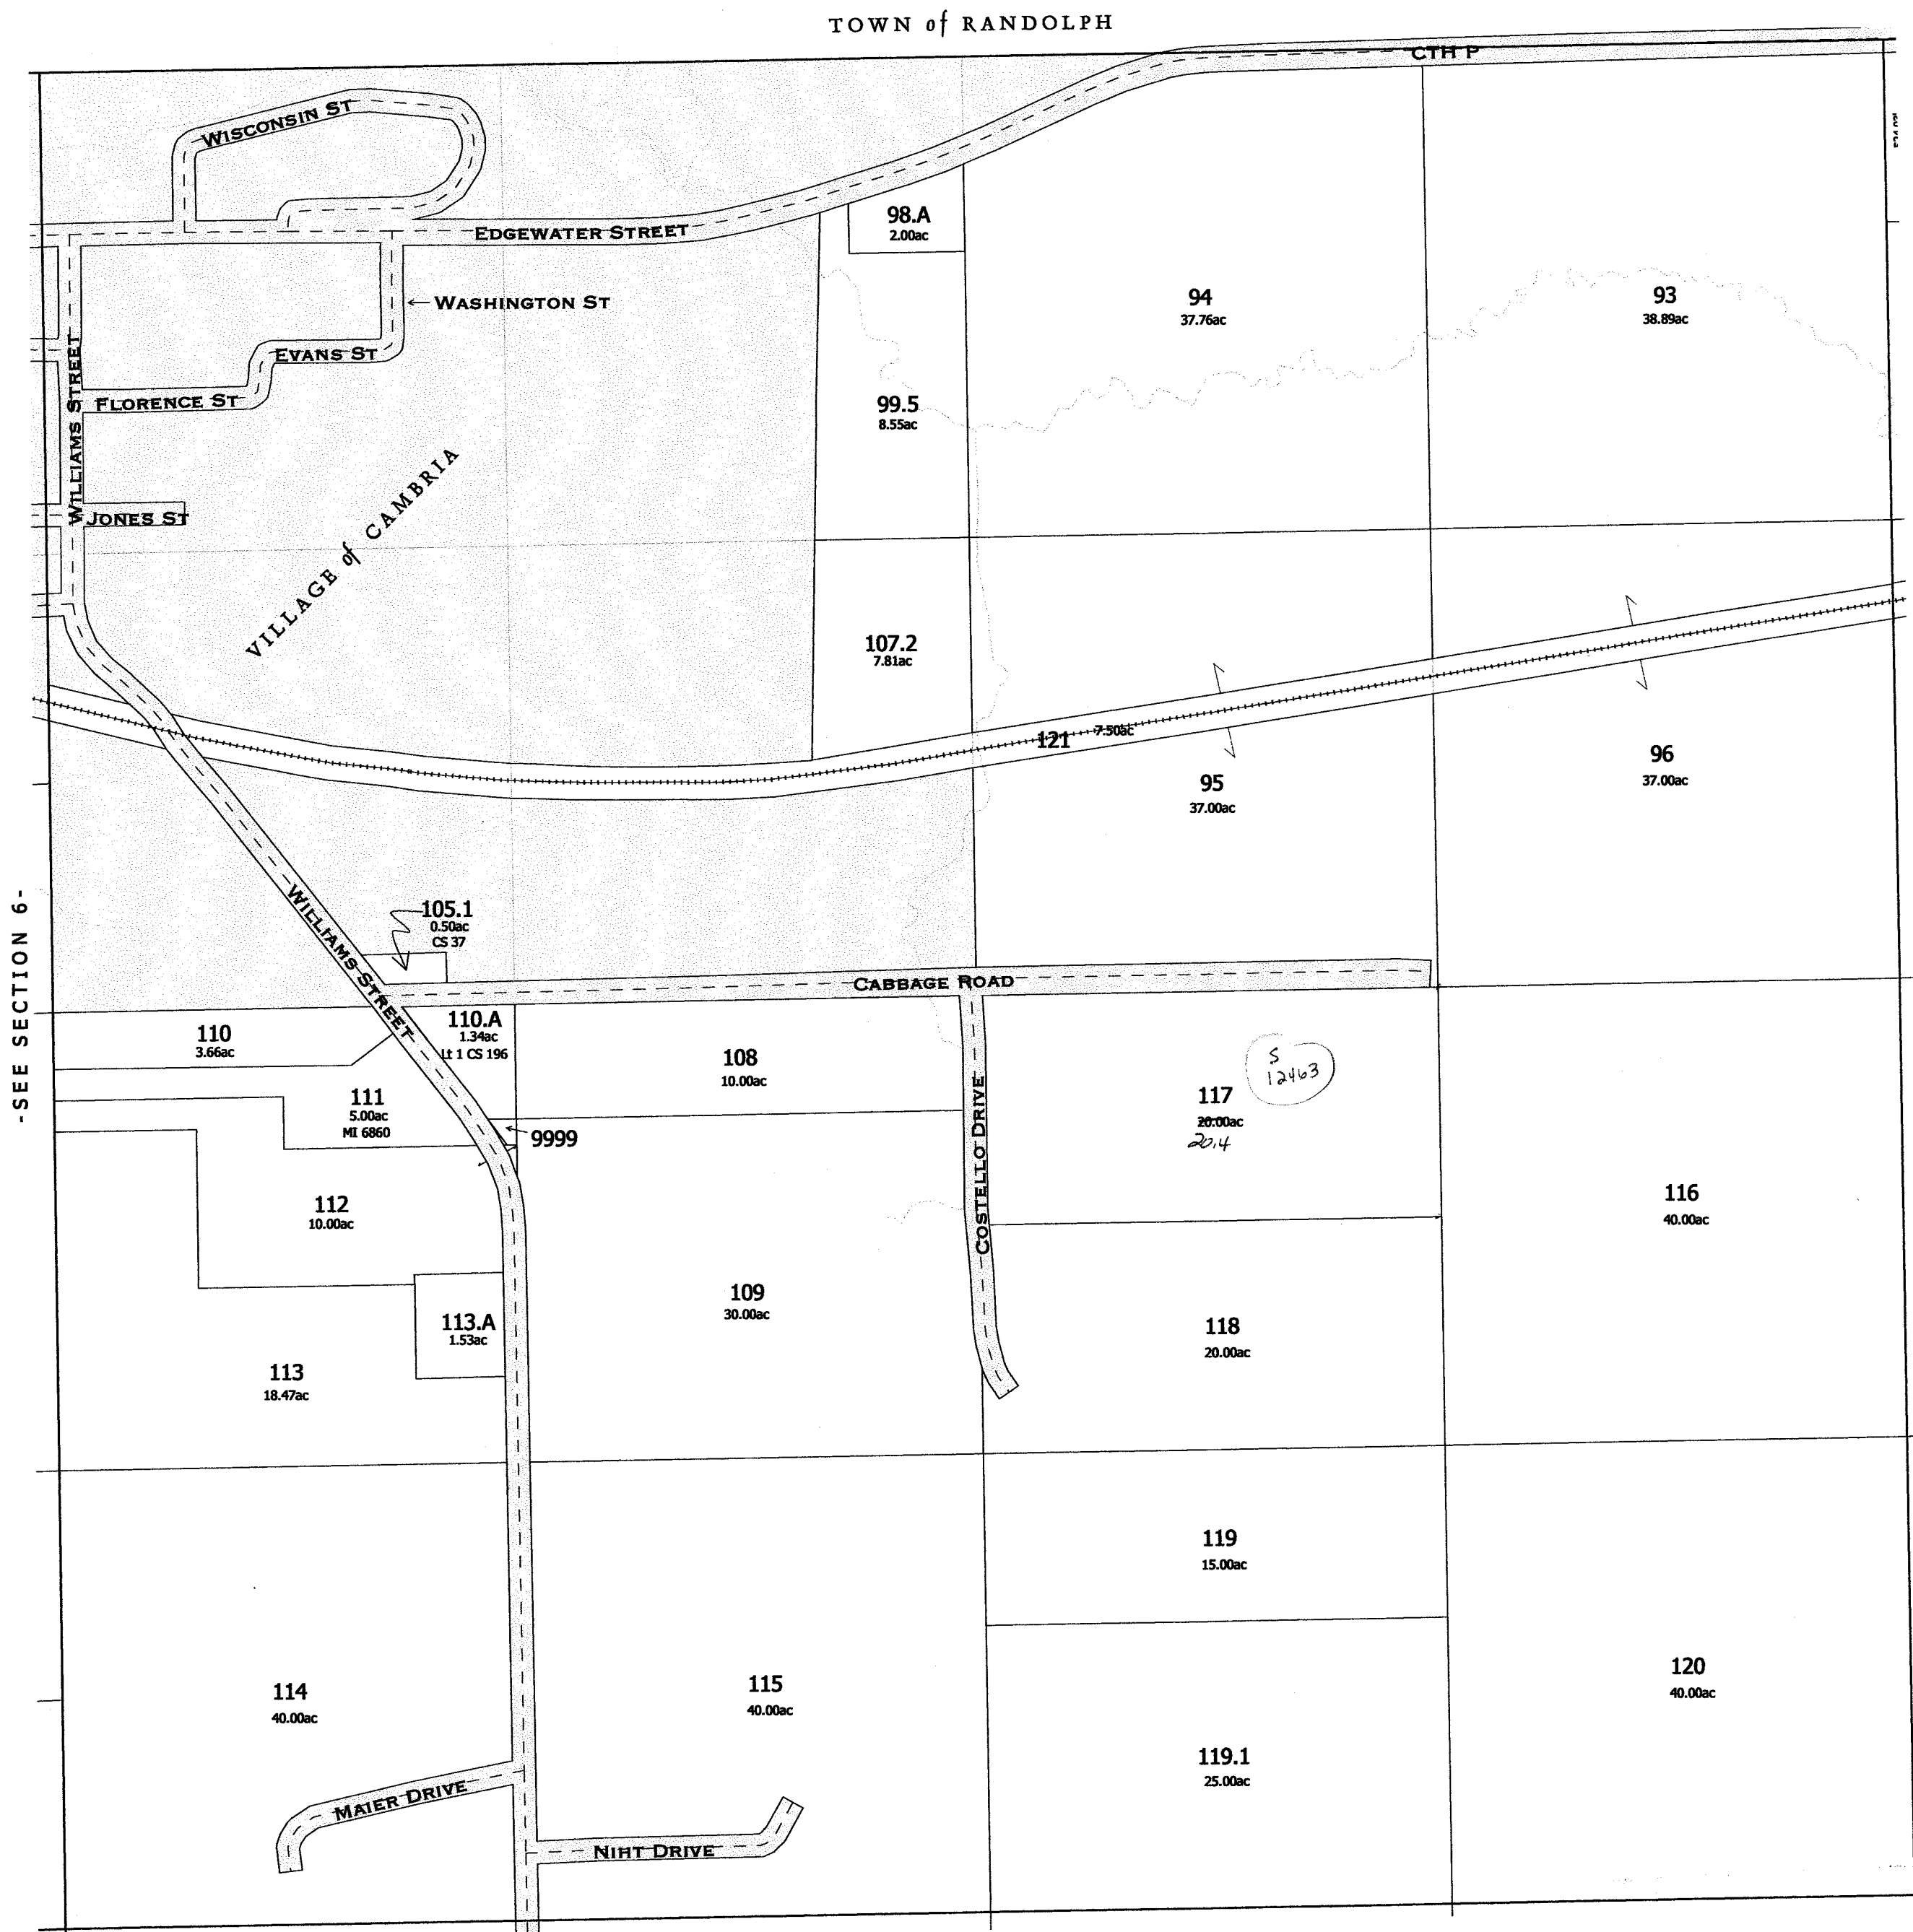 TOWN of RANDOLPH
CTH P
WISCONSIN ST
EDGEWATER STREET
98.A
2.00ac
WASHINGTON ST
94
37.76ac
93
38.89ac
EVANS ST
WILLIAMS STREET
FLORENCE ST
99.5
8.55ac
JONES ST
VILLAGE of CAMBRIA
107.2
7.81ac
121
7.50ac
95
37.00ac
96
37.00ac
-SEE SECTION 6-
WILLIAMS STREET
105.1
0.50ac
CS 37
CABBAGE ROAD
110
3.66ac
110.A
1.34ac
Lt 1 CS 196
108
10.00ac
S
12463
117
20.00ac
20.4
111
5.00ac
MI 6860
9999
COSTELLO DRIVE
112
10.00ac
116
40.00ac
109
30.00ac
113.A
1.53ac
118
20.00ac
113
18.47ac
119
15.00ac
114
40.00ac
115
40.00ac
120
40.00ac
119.1
25.00ac
MAIER DRIVE
NIHT DRIVE